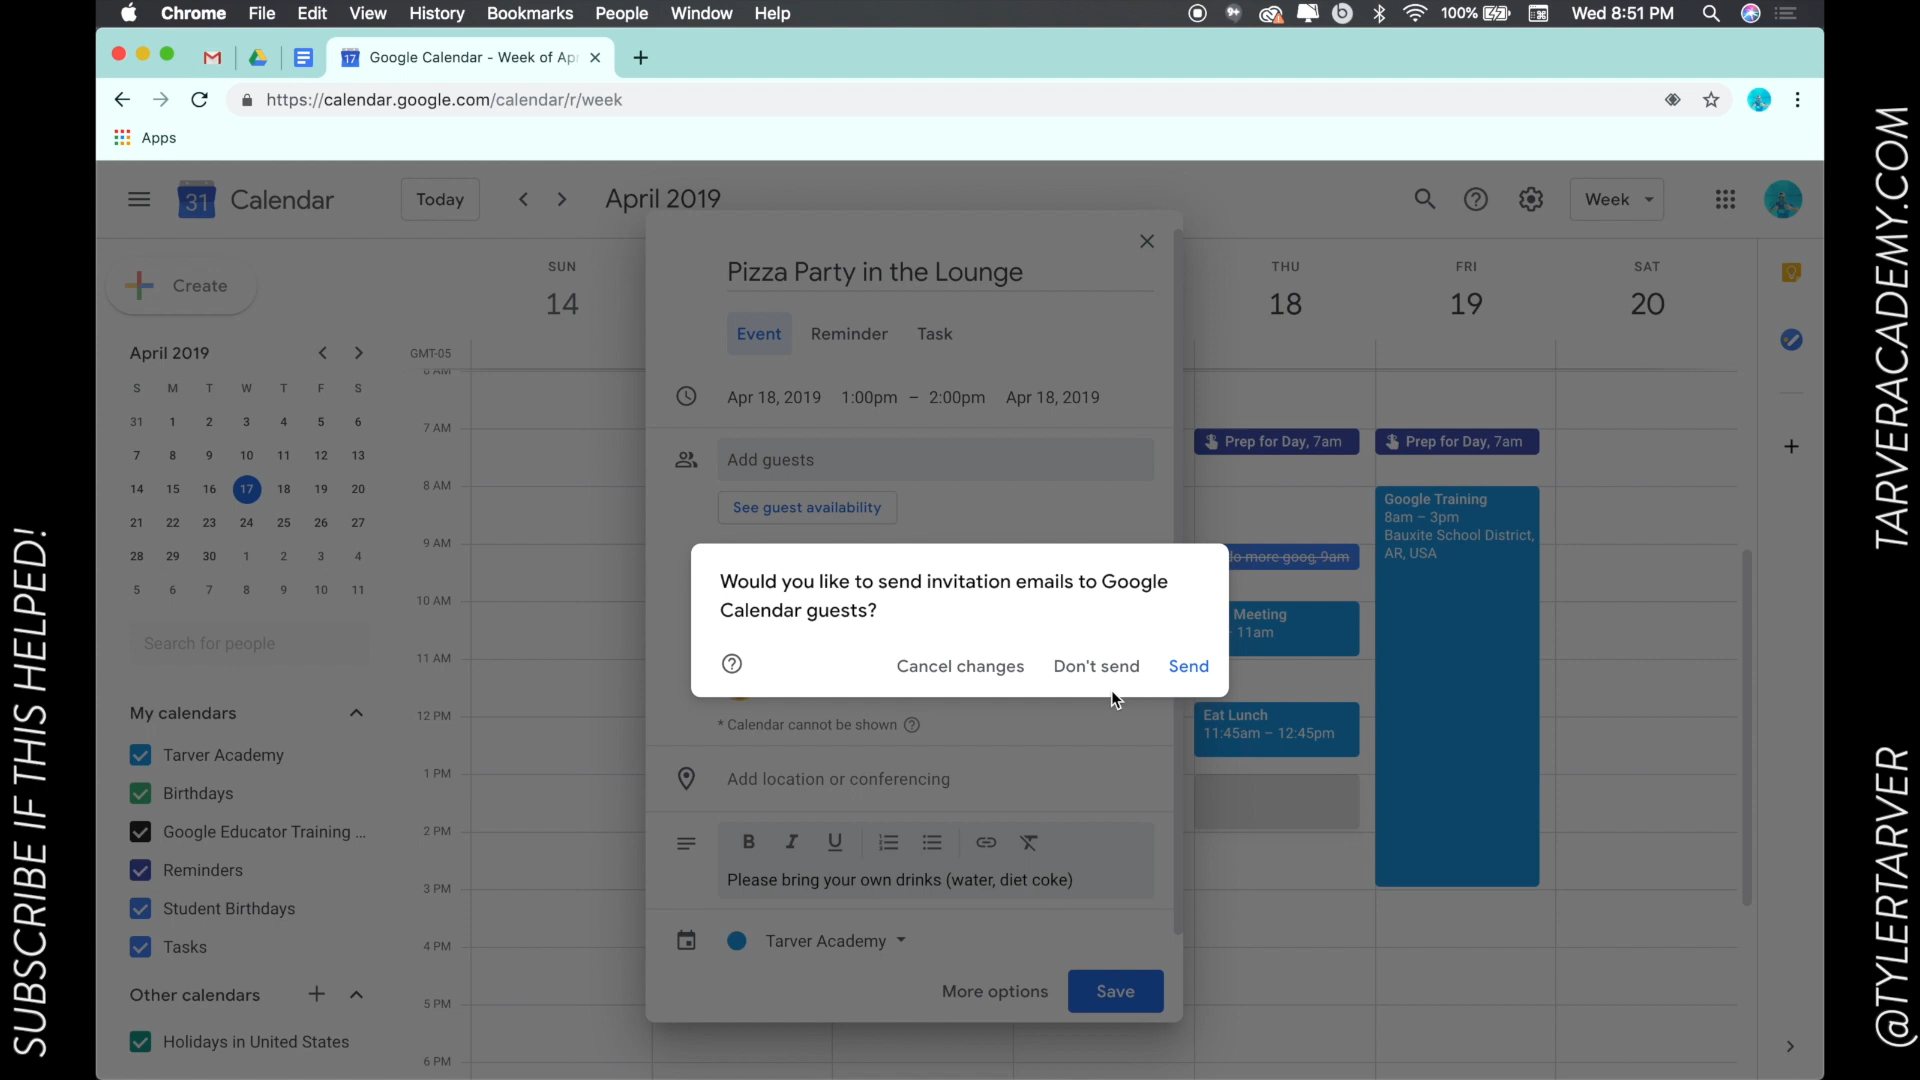 Chrome File Edit View History Bookmarks People Window Help 100% Wed 8:51 PM
Google Calendar - Week of Apr
https://calendar.google.com/calendar/r/week
Apps
31 Calendar Today April 2019 Week
Create
April 2019
S M T W T F S
31 1 2 3 4 5 6
7 8 9 10 11 12 13
14 15 16 17 18 19 20
21 22 23 24 25 26 27
28 29 30 1 2 3 4
5 6 7 8 9 10 11
Search for people
My calendars
Tarver Academy
Birthdays
Google Educator Training ...
Reminders
Student Birthdays
Tasks
Other calendars
Holidays in United States
SUN
14
THU
18
FRI
19
SAT
20
GMT-05
7 AM
8 AM
9 AM
10 AM
11 AM
12 PM
1 PM
2 PM
3 PM
4 PM
5 PM
6 PM
Pizza Party in the Lounge
Event Reminder Task
Apr 18, 2019 1:00pm – 2:00pm Apr 18, 2019
Add guests
See guest availability
Would you like to send invitation emails to Google
Calendar guests?
Cancel changes Don't send Send
* Calendar cannot be shown
Add location or conferencing
B I U
Please bring your own drinks (water, diet coke)
Tarver Academy
More options Save
Prep for Day, 7am
more goog, 9am
Meeting
11am
Eat Lunch
11:45am – 12:45pm
Prep for Day, 7am
Google Training
8am – 3pm
Bauxite School District,
AR, USA
SUBSCRIBE IF THIS HELPED!
TARVERACADEMY.COM
@TYLERTARVER